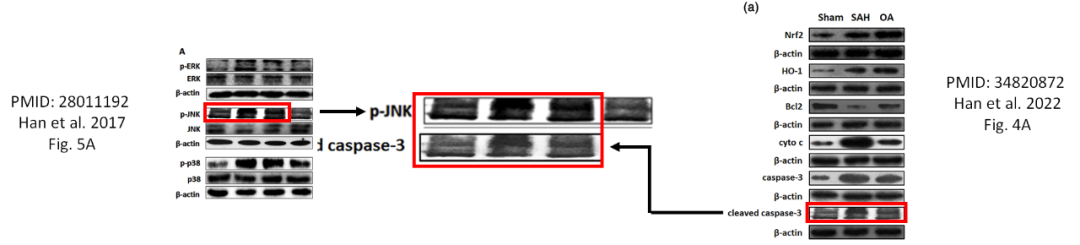 PMID: 28011192
Han et al. 2017
Fig. 5A
A
p-ERK
ERK
β-actin
p-JNK
JNK
β-actin
p-p38
p38
β-actin
p-JNK
d caspase-3
(a)
Sham SAH OA
Nrf2
β-actin
HO-1
β-actin
Bcl2
β-actin
cyto c
β-actin
caspase-3
β-actin
cleaved caspase-3
β-actin
PMID: 34820872
Han et al. 2022
Fig. 4A